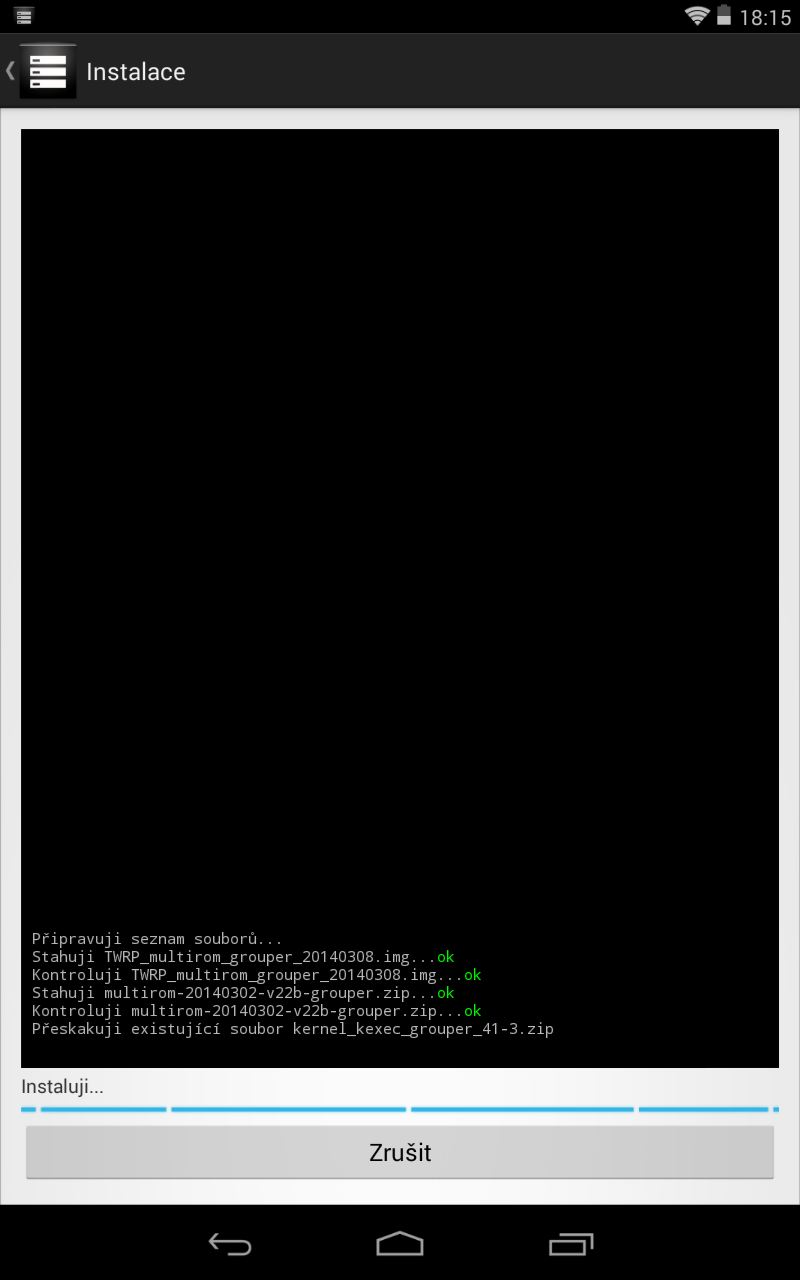 18:15
Instalace
Připravuji seznam souborů...
Stahuji TWRP_multirom_grouper_20140308.img...ok
Kontroluji TWRP_multirom_grouper_20140308.img...ok
Stahuji multirom-20140302-v22b-grouper.zip...ok
Kontroluji multirom-20140302-v22b-grouper.zip...ok
Přeskakuji existující soubor kernel_kexec_grouper_41-3.zip
Instaluji...
Zrušit